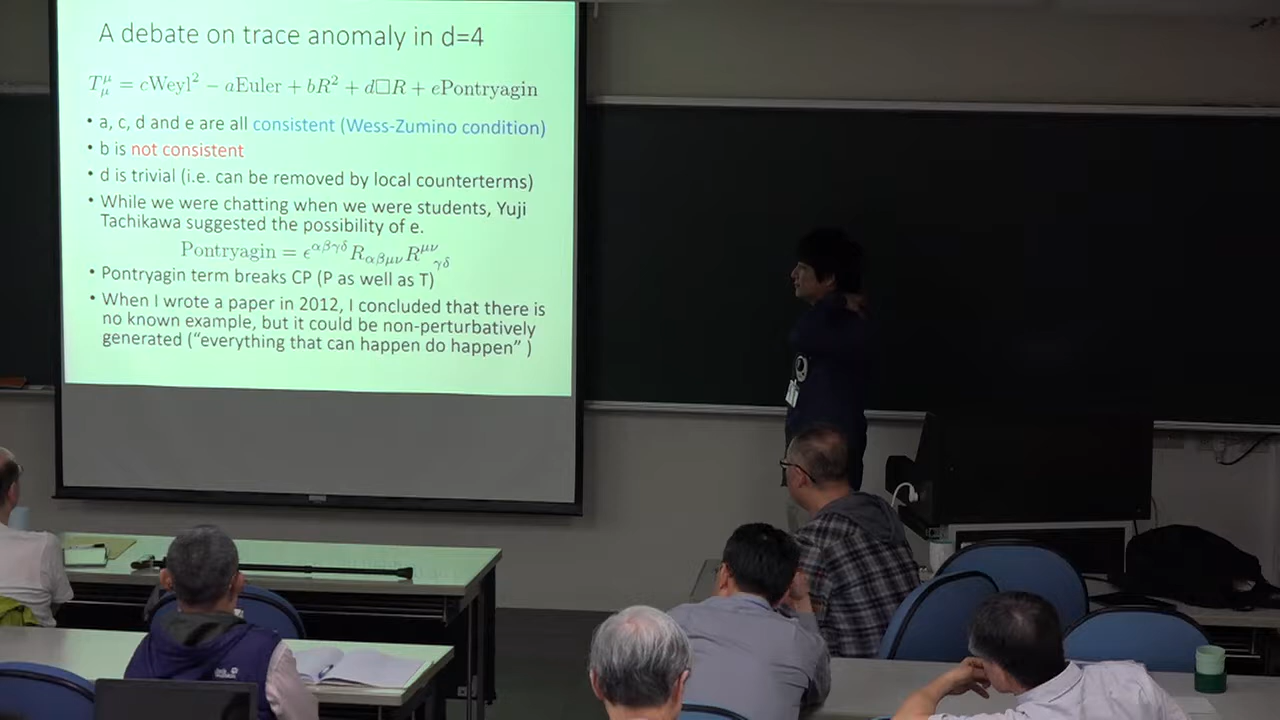 A debate on trace anomaly in d=4
T^μ_μ = cWeyl² − aEuler + bR² + d□R + ePontryagin
• a, c, d and e are all consistent (Wess-Zumino condition)
• b is not consistent
• d is trivial (i.e. can be removed by local counterterms)
• While we were chatting when we were students, Yuji
Tachikawa suggested the possibility of e.
Pontryagin = ϵ^{αβγδ} R_{αβμν} R^{μν}_{γδ}
• Pontryagin term breaks CP (P as well as T)
• When I wrote a paper in 2012, I concluded that there is
no known example, but it could be non-perturbatively
generated (“everything that can happen do happen” )